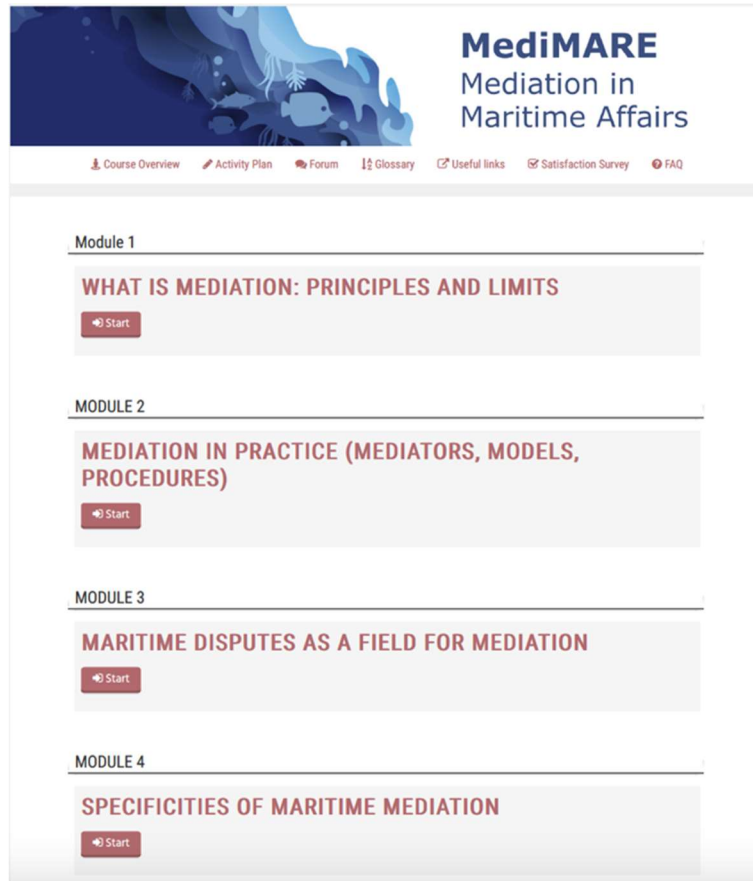 MediMARE
Mediation in
Maritime Affairs
Course Overview Activity Plan Forum Glossary Useful links Satisfaction Survey FAQ
Module 1
WHAT IS MEDIATION: PRINCIPLES AND LIMITS
Start
MODULE 2
MEDIATION IN PRACTICE (MEDIATORS, MODELS,
PROCEDURES)
Start
MODULE 3
MARITIME DISPUTES AS A FIELD FOR MEDIATION
Start
MODULE 4
SPECIFICITIES OF MARITIME MEDIATION
Start